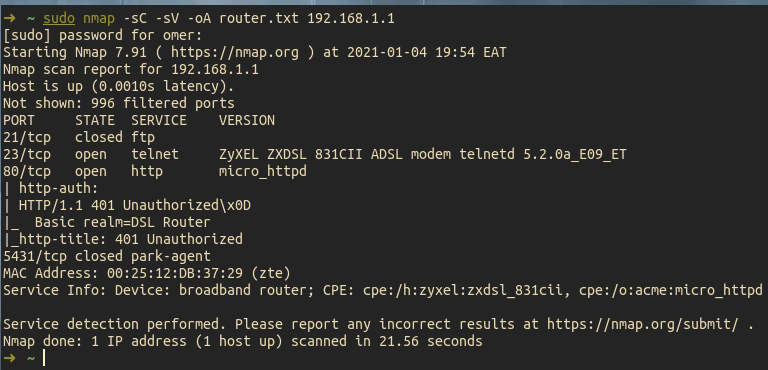 ➜ ~ sudo nmap -sC -sV -oA router.txt 192.168.1.1
[sudo] password for omer:
Starting Nmap 7.91 ( https://nmap.org ) at 2021-01-04 19:54 EAT
Nmap scan report for 192.168.1.1
Host is up (0.0010s latency).
Not shown: 996 filtered ports
PORT     STATE  SERVICE    VERSION
21/tcp   closed ftp
23/tcp   open   telnet     ZyXEL ZXDSL 831CII ADSL modem telnetd 5.2.0a_E09_ET
80/tcp   open   http       micro_httpd
| http-auth:
| HTTP/1.1 401 Unauthorized\x0D
|_  Basic realm=DSL Router
|_http-title: 401 Unauthorized
5431/tcp closed park-agent
MAC Address: 00:25:12:DB:37:29 (zte)
Service Info: Device: broadband router; CPE: cpe:/h:zyxel:zxdsl_831cii, cpe:/o:acme:micro_httpd
Service detection performed. Please report any incorrect results at https://nmap.org/submit/ .
Nmap done: 1 IP address (1 host up) scanned in 21.56 seconds
➜ ~